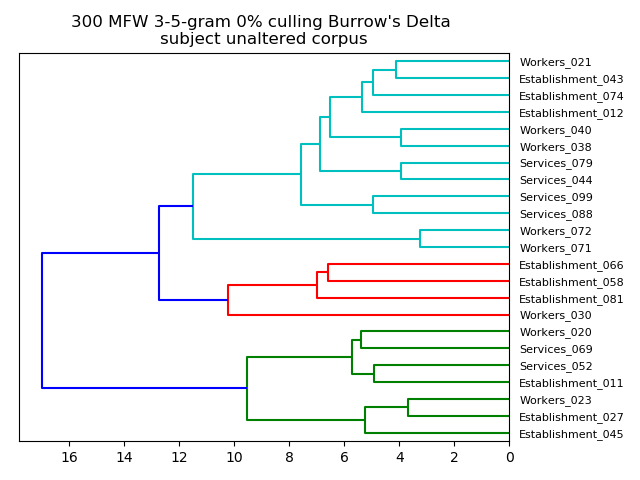 300 MFW 3-5-gram 0% culling Burrow's Delta
subject unaltered corpus
Workers_021
Establishment_043
Establishment_074
Establishment_012
Workers_040
Workers_038
Services_079
Services_044
Services_099
Services_088
Workers_072
Workers_071
Establishment_066
Establishment_058
Establishment_081
Workers_030
Workers_020
Services_069
Services_052
Establishment_011
Workers_023
Establishment_027
Establishment_045
16 14 12 10 8 6 4 2 0